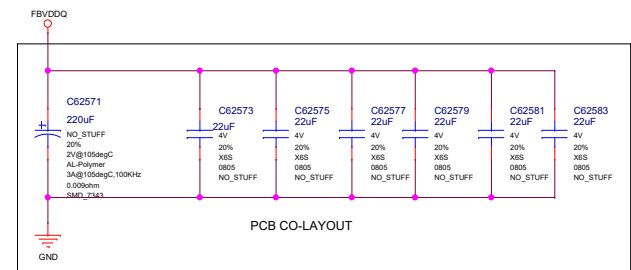 FBVDDQ
C62571
220uF
NO_STUFF
20%
2V@105degC
AL-Polymer
3A@105degC,100KHz
0.009ohm
SMD_7343
C62573
22uF
4V
20%
X6S
0805
NO_STUFF
C62575
22uF
4V
20%
X6S
0805
NO_STUFF
C62577
22uF
4V
20%
X6S
0805
NO_STUFF
C62579
22uF
4V
20%
X6S
0805
NO_STUFF
C62581
22uF
4V
20%
X6S
0805
NO_STUFF
C62583
22uF
4V
20%
X6S
0805
NO_STUFF
PCB CO-LAYOUT
GND